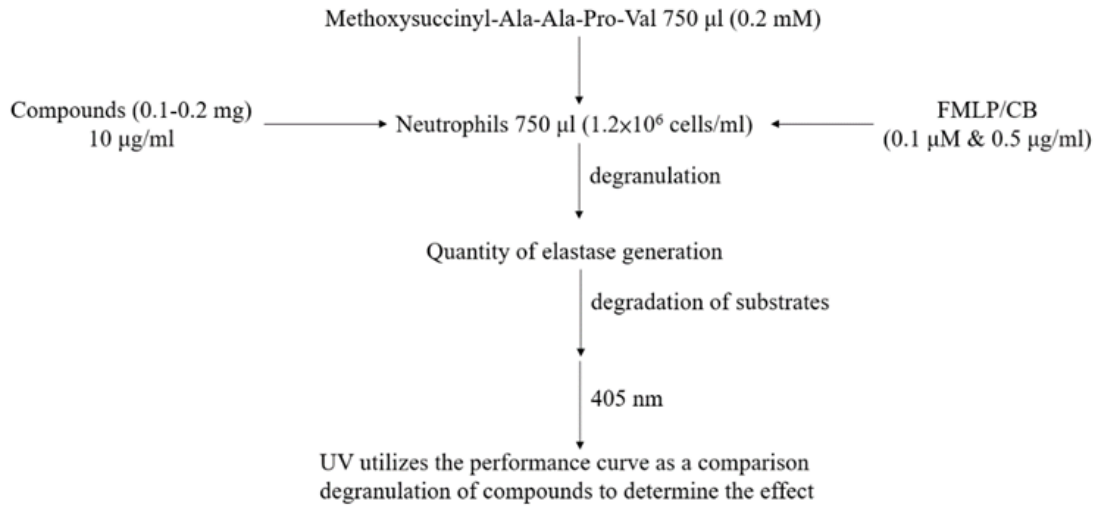 Methoxysuccinyl-Ala-Ala-Pro-Val 750 μl (0.2 mM)
Compounds (0.1-0.2 mg)
10 μg/ml
Neutrophils 750 μl (1.2×10⁶ cells/ml)
FMLP/CB
(0.1 μM & 0.5 μg/ml)
degranulation
Quantity of elastase generation
degradation of substrates
405 nm
UV utilizes the performance curve as a comparison
degranulation of compounds to determine the effect